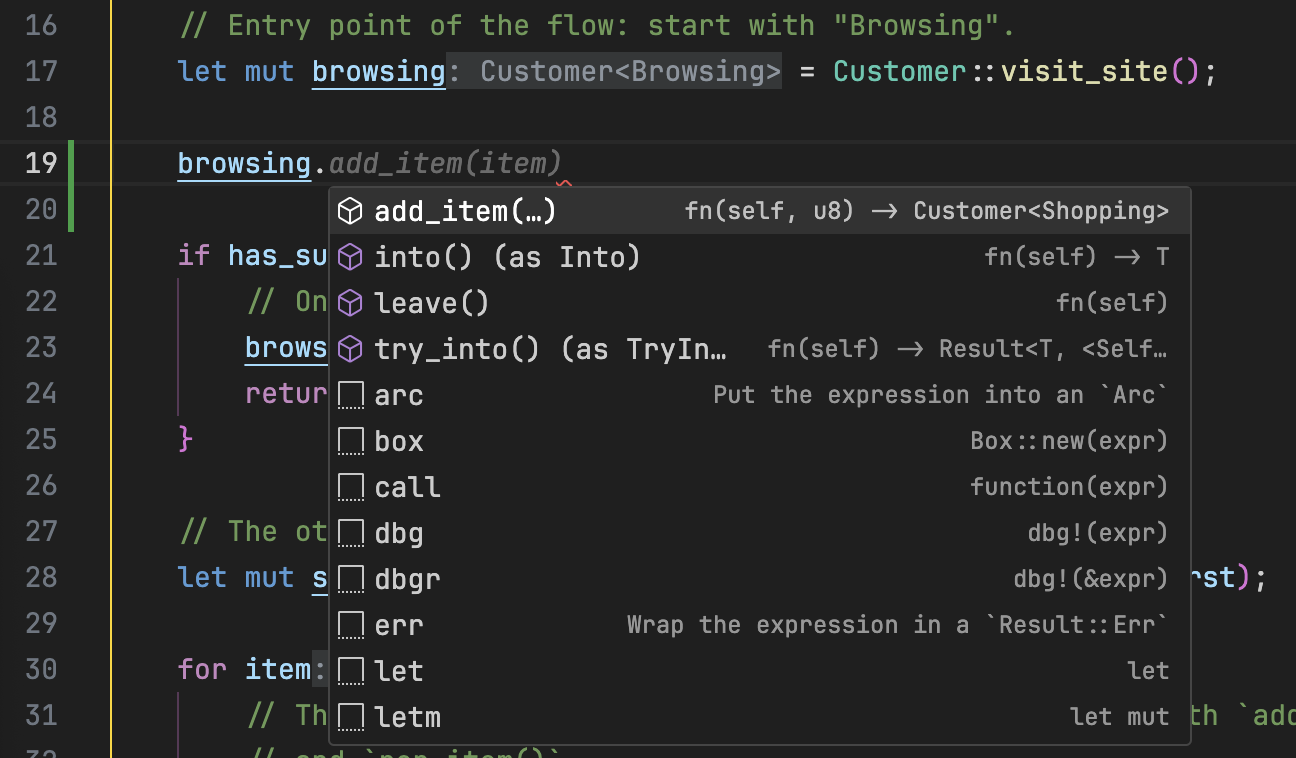 16 // Entry point of the flow: start with "Browsing".
17 let mut browsing: Customer<Browsing> = Customer::visit_site();
18
19 browsing.add_item(item)
20 add_item(…) fn(self, u8) -> Customer<Shopping>
21 if has_su into() (as Into) fn(self) -> T
22 // On leave() fn(self)
23 brows try_into() (as TryIn… fn(self) -> Result<T, <Self…
24 retur arc Put the expression into an `Arc`
25 } box Box::new(expr)
26 call function(expr)
27 // The ot dbg dbg!(expr)
28 let mut s dbgr dbg!(&expr) rst);
29 err Wrap the expression in a `Result::Err`
30 for item: let let
31 // Th letm let mut th `add
32 // and `pop_item()`